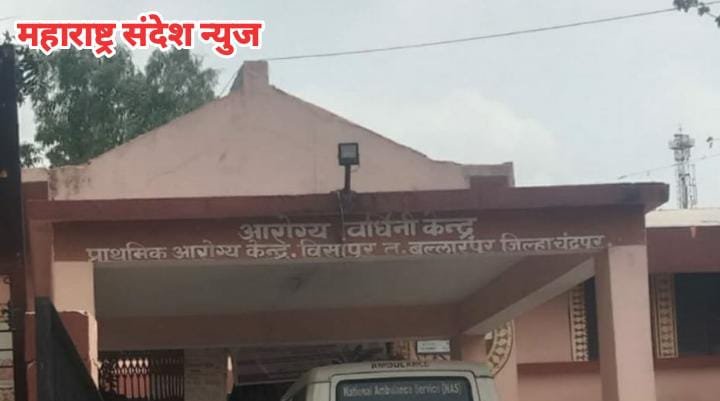 महाराष्ट्र संदेश न्युज
आरोग्य वर्धिनी केन्द्र
प्राथमिक आरोग्य केन्द्र. विसापूर त. बल्लारपूर जिल्हा चंद्रपूर.
AMBULANCE
National Ambulance Service (NAS)